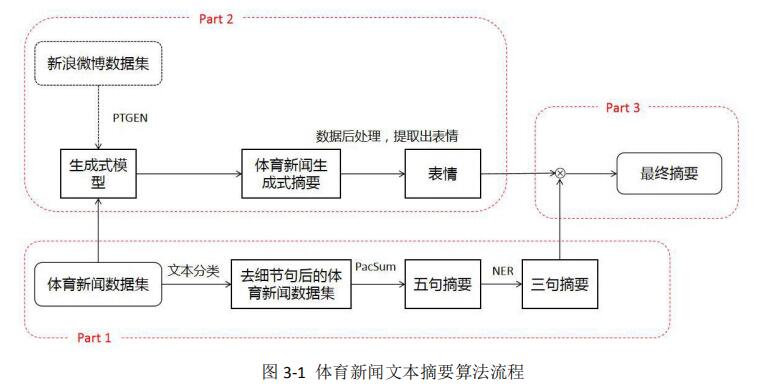 Part 2
新浪微博数据集
PTGEN
Part 3
数据后处理，提取出表情
生成式模
型
体育新闻生
成式摘要
表情
最终摘要
体育新闻数据集
文本分类
去细节句后的体
育新闻数据集
PacSum
五句摘要
NER
三句摘要
Part 1
图 3-1 体育新闻文本摘要算法流程